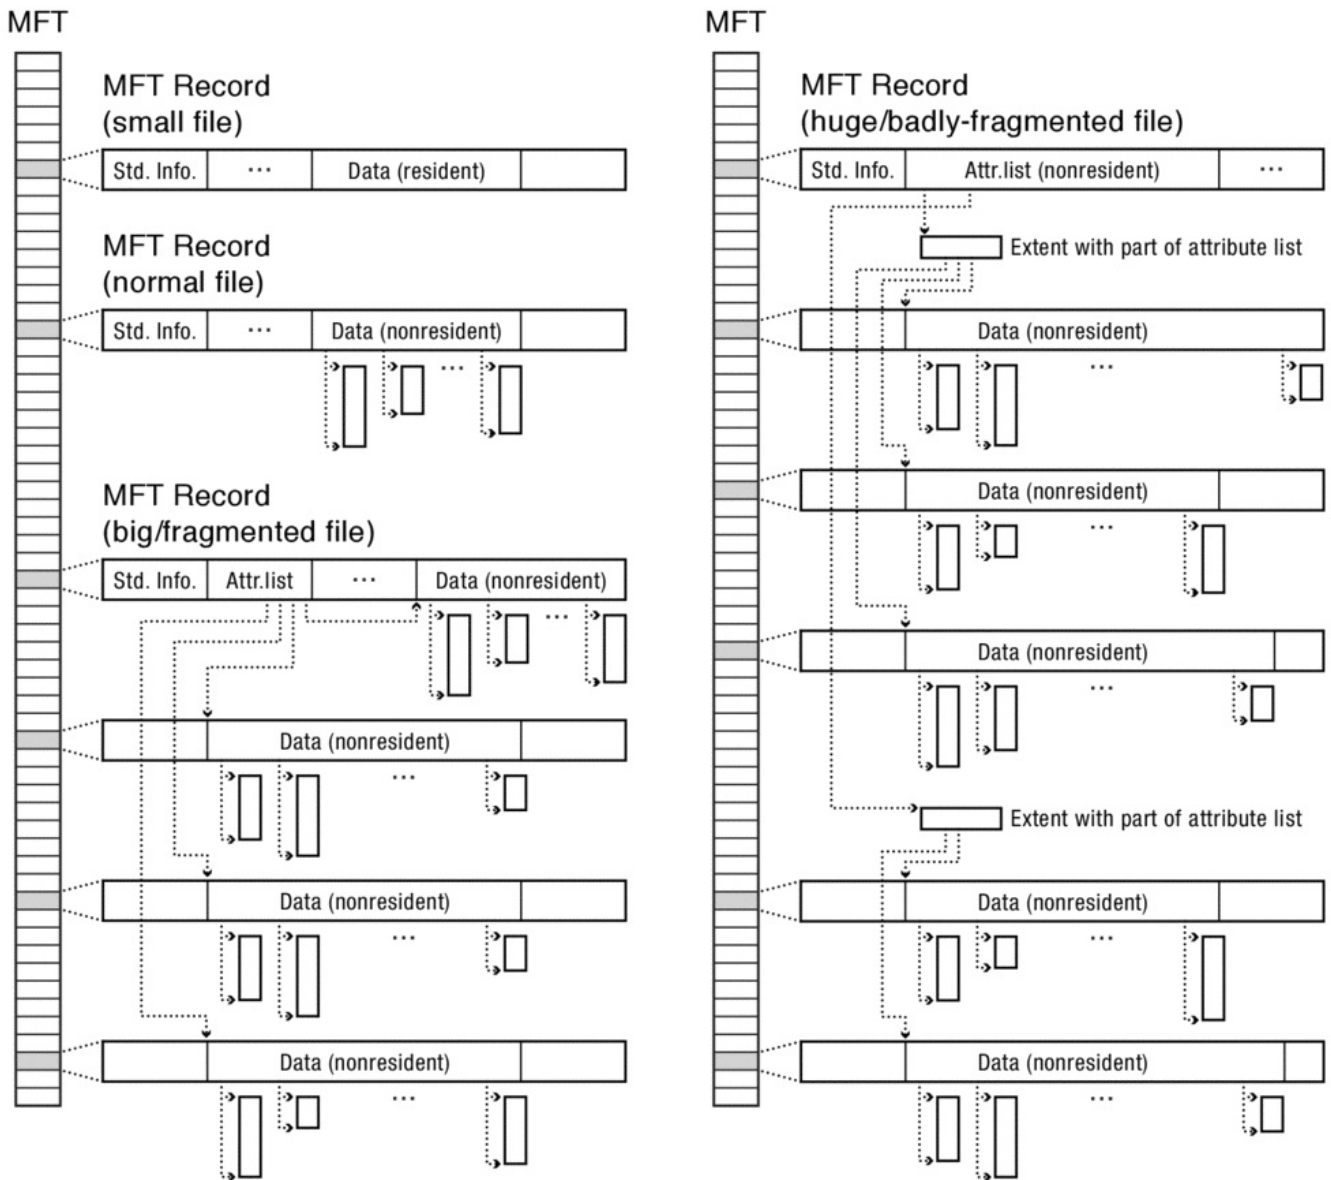 MFT
MFT Record
(small file)
Std. Info.
...
Data (resident)
MFT Record
(normal file)
Std. Info.
...
Data (nonresident)
...
MFT Record
(big/fragmented file)
Std. Info.
Attr.list
...
Data (nonresident)
...
Data (nonresident)
...
Data (nonresident)
...
Data (nonresident)
...
MFT
MFT Record
(huge/badly-fragmented file)
Std. Info.
Attr.list (nonresident)
...
Extent with part of attribute list
Data (nonresident)
...
Data (nonresident)
...
Data (nonresident)
...
Extent with part of attribute list
Data (nonresident)
...
Data (nonresident)
...